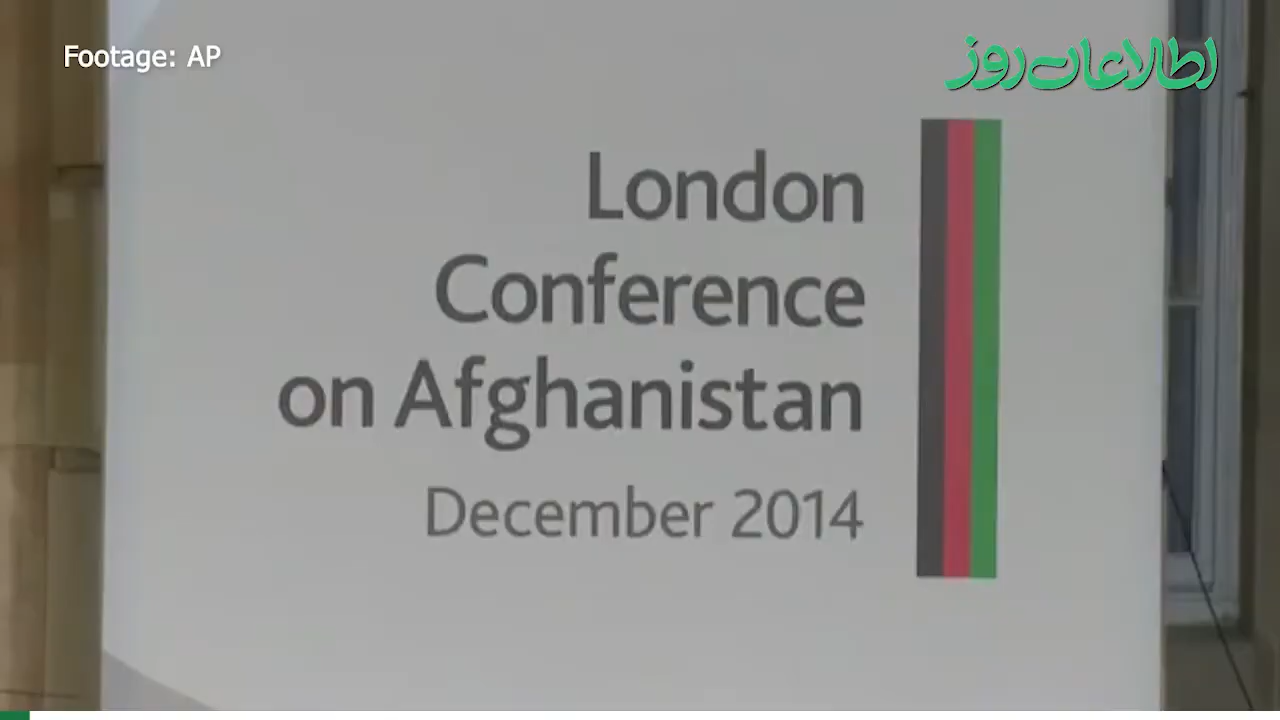 Footage: AP
اطلاعات روز
London
Conference
on Afghanistan
December 2014